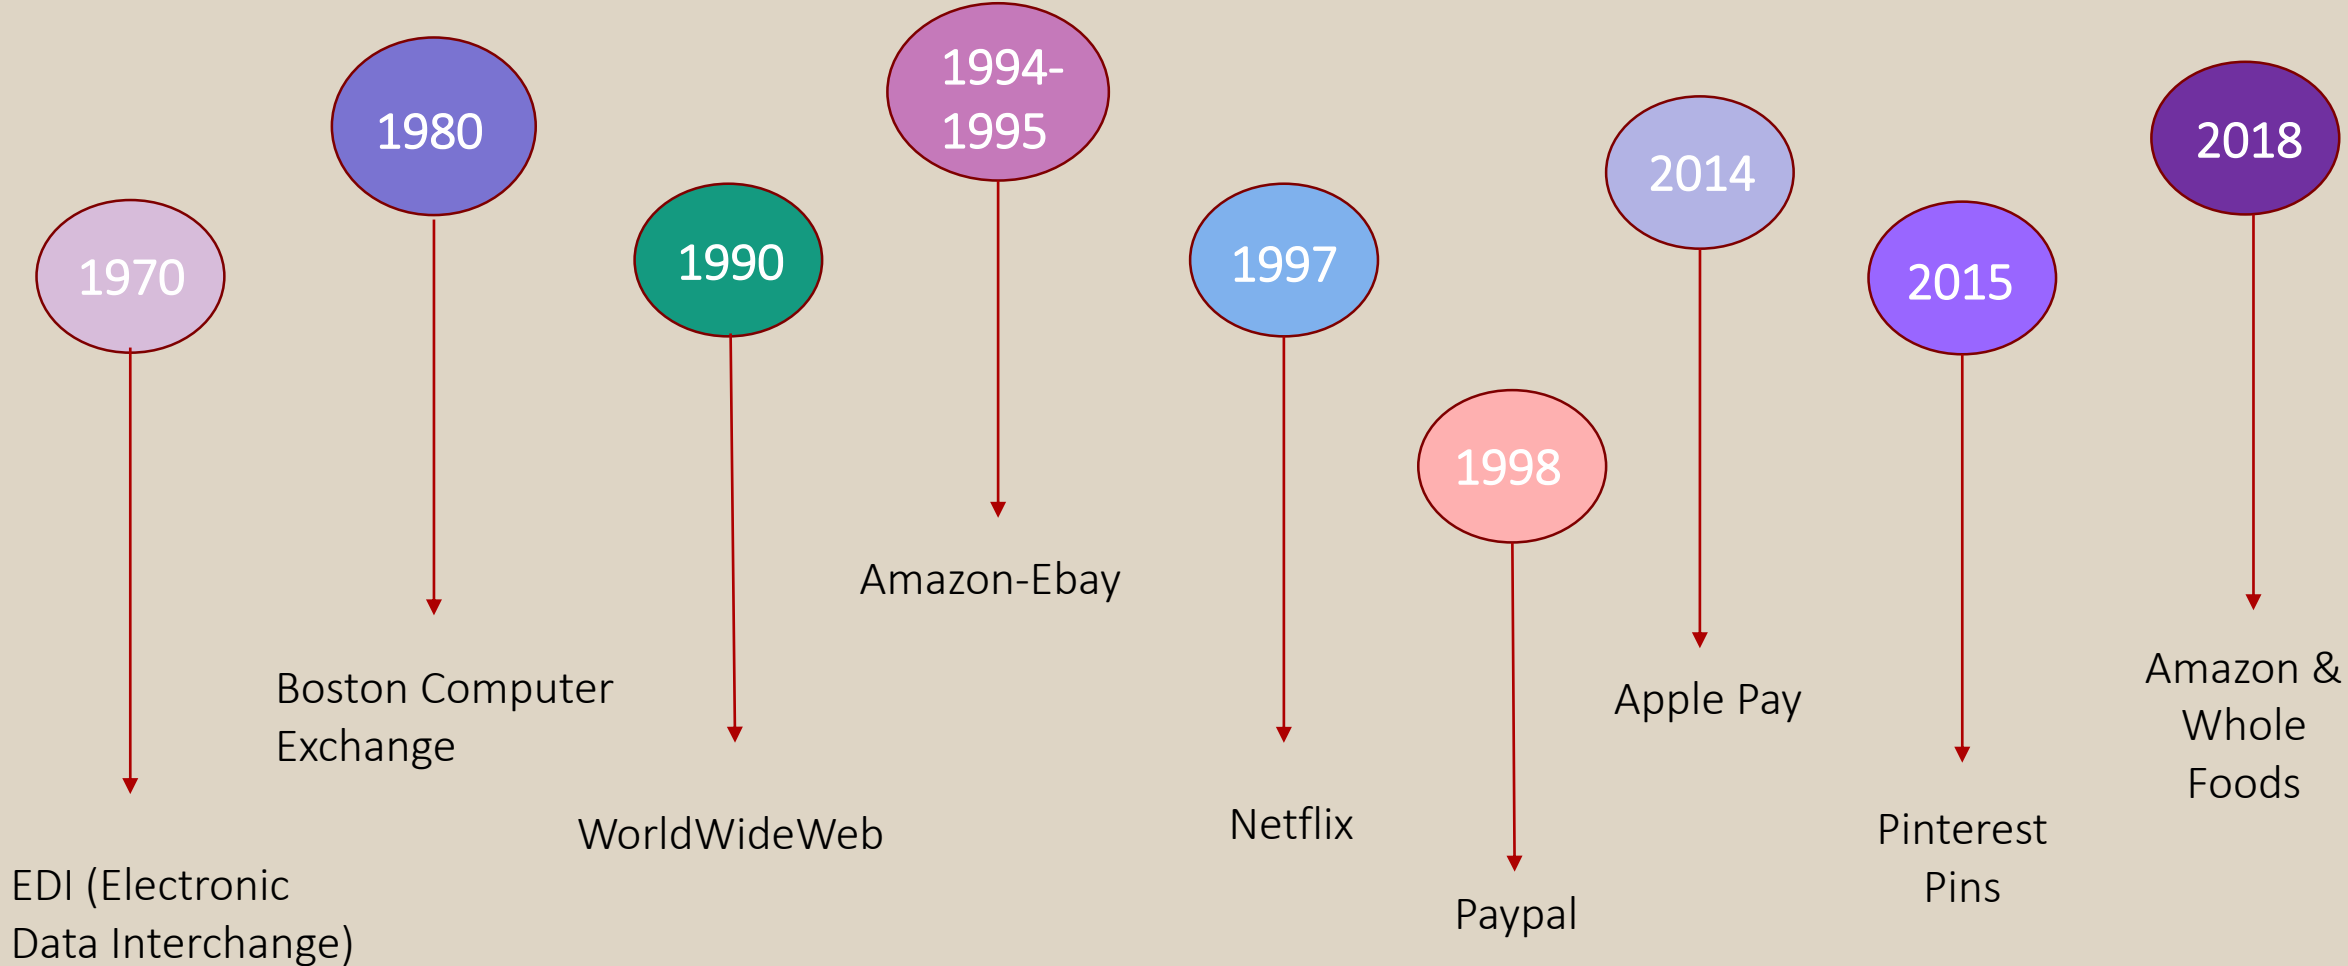 1970
EDI (Electronic
Data Interchange)
1980
Boston Computer
Exchange
1990
WorldWideWeb
1994-
1995
Amazon-Ebay
1997
Netflix
1998
Paypal
2014
Apple Pay
2015
Pinterest
Pins
2018
Amazon &
Whole
Foods